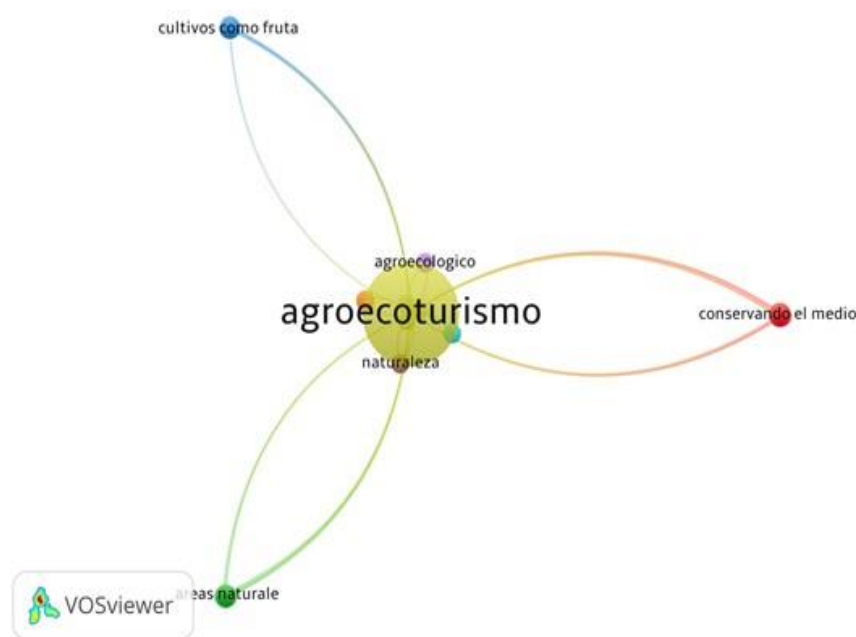 cultivos como fruta
agroecologico
agroecoturismo
conservando el medio
naturaleza
areas naturale
VOSviewer